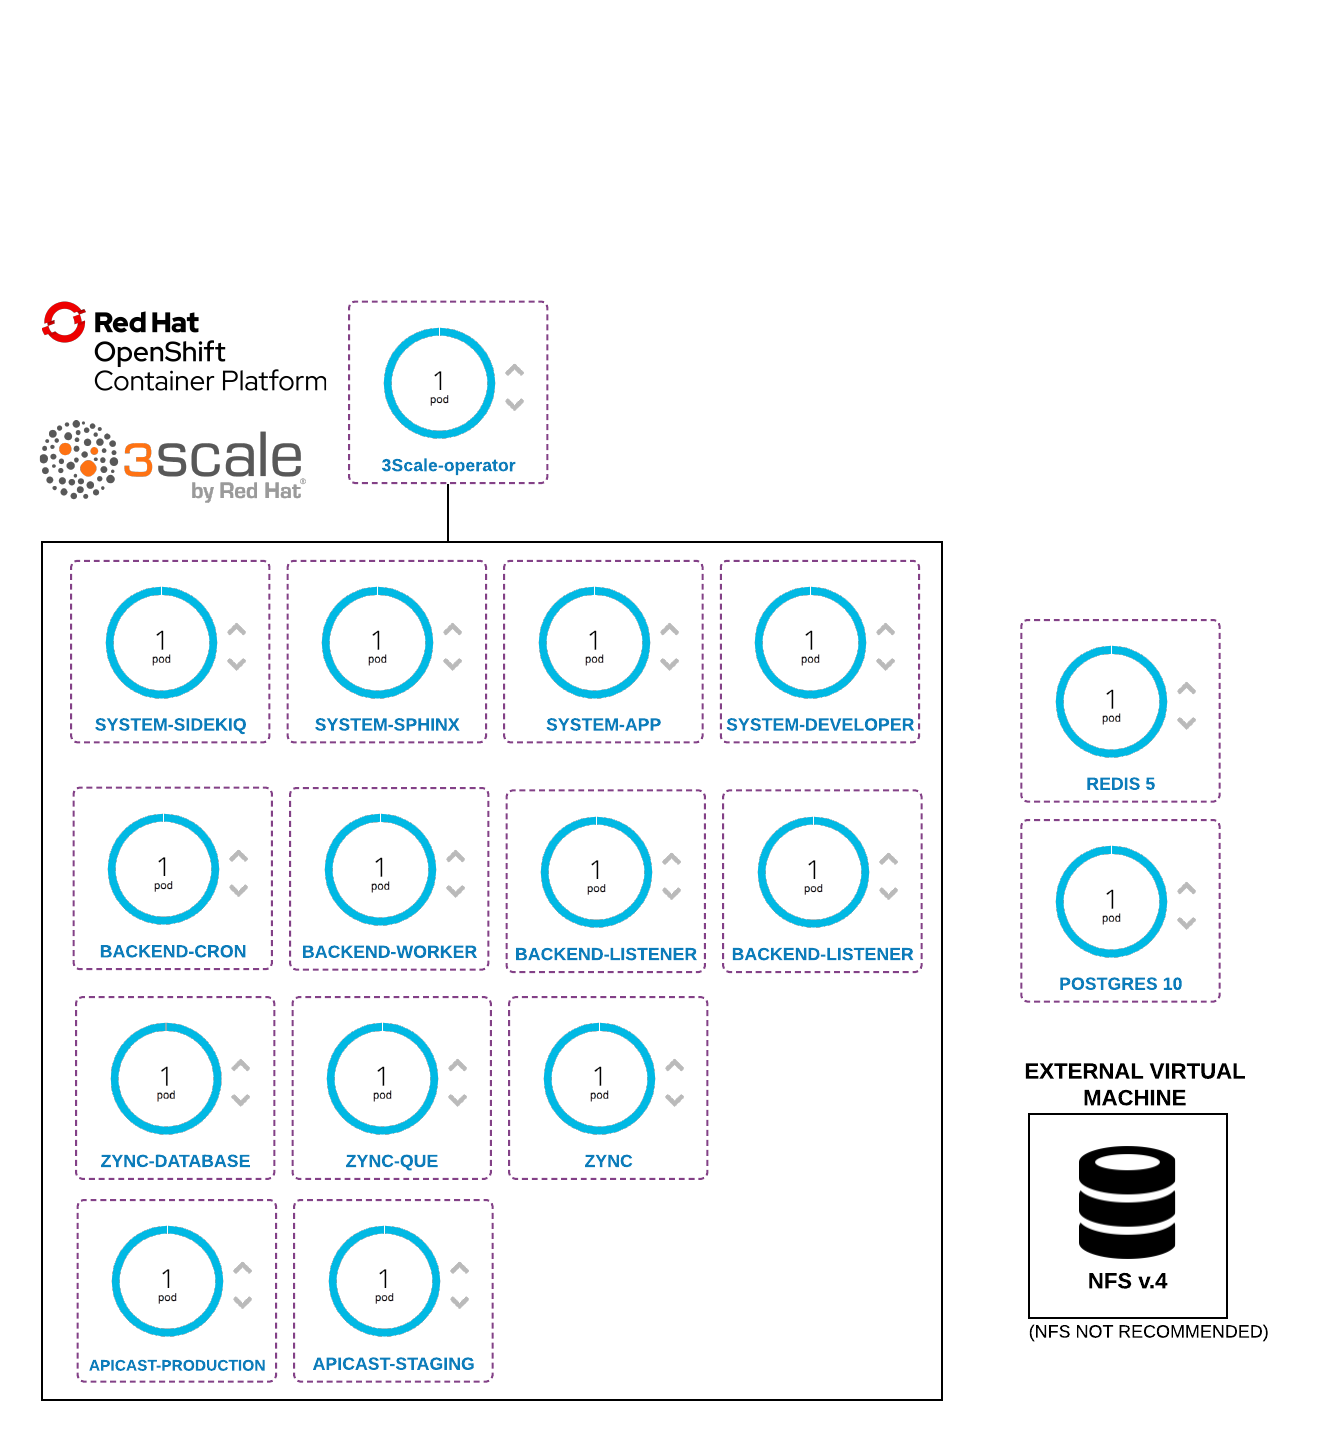 Red Hat
OpenShift
Container Platform
3scale
by Red Hat®
1
pod
3Scale-operator
1
pod
SYSTEM-SIDEKIQ
1
pod
SYSTEM-SPHINX
1
pod
SYSTEM-APP
1
pod
SYSTEM-DEVELOPER
1
pod
BACKEND-CRON
1
pod
BACKEND-WORKER
1
pod
BACKEND-LISTENER
1
pod
BACKEND-LISTENER
1
pod
ZYNC-DATABASE
1
pod
ZYNC-QUE
1
pod
ZYNC
1
pod
APICAST-PRODUCTION
1
pod
APICAST-STAGING
1
pod
REDIS 5
1
pod
POSTGRES 10
EXTERNAL VIRTUAL
MACHINE
NFS v.4
(NFS NOT RECOMMENDED)